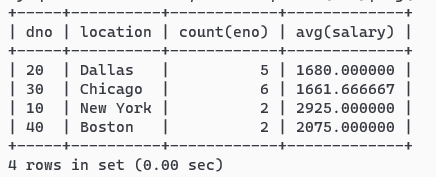 +-----+----------+------------+-------------+
| dno | location | count(eno) | avg(salary) |
+-----+----------+------------+-------------+
| 20  | Dallas   |          5 | 1680.000000 |
| 30  | Chicago  |          6 | 1661.666667 |
| 10  | New York |          2 | 2925.000000 |
| 40  | Boston   |          2 | 2075.000000 |
+-----+----------+------------+-------------+
4 rows in set (0.00 sec)